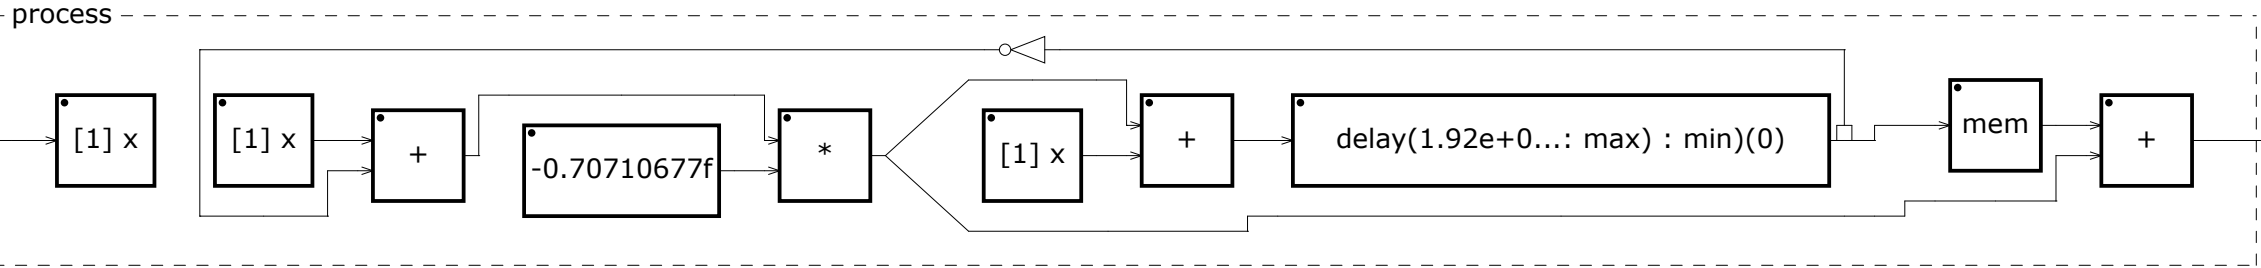 process
[1] x
[1] x
+
-0.70710677f
*
[1] x
+
delay(1.92e+0...: max) : min)(0)
mem
+